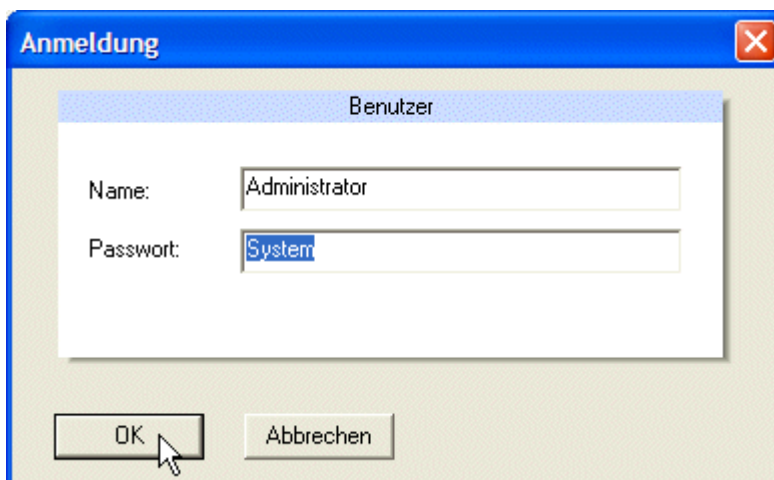 Anmeldung
Benutzer
Name: Administrator
Passwort: System
OK Abbrechen